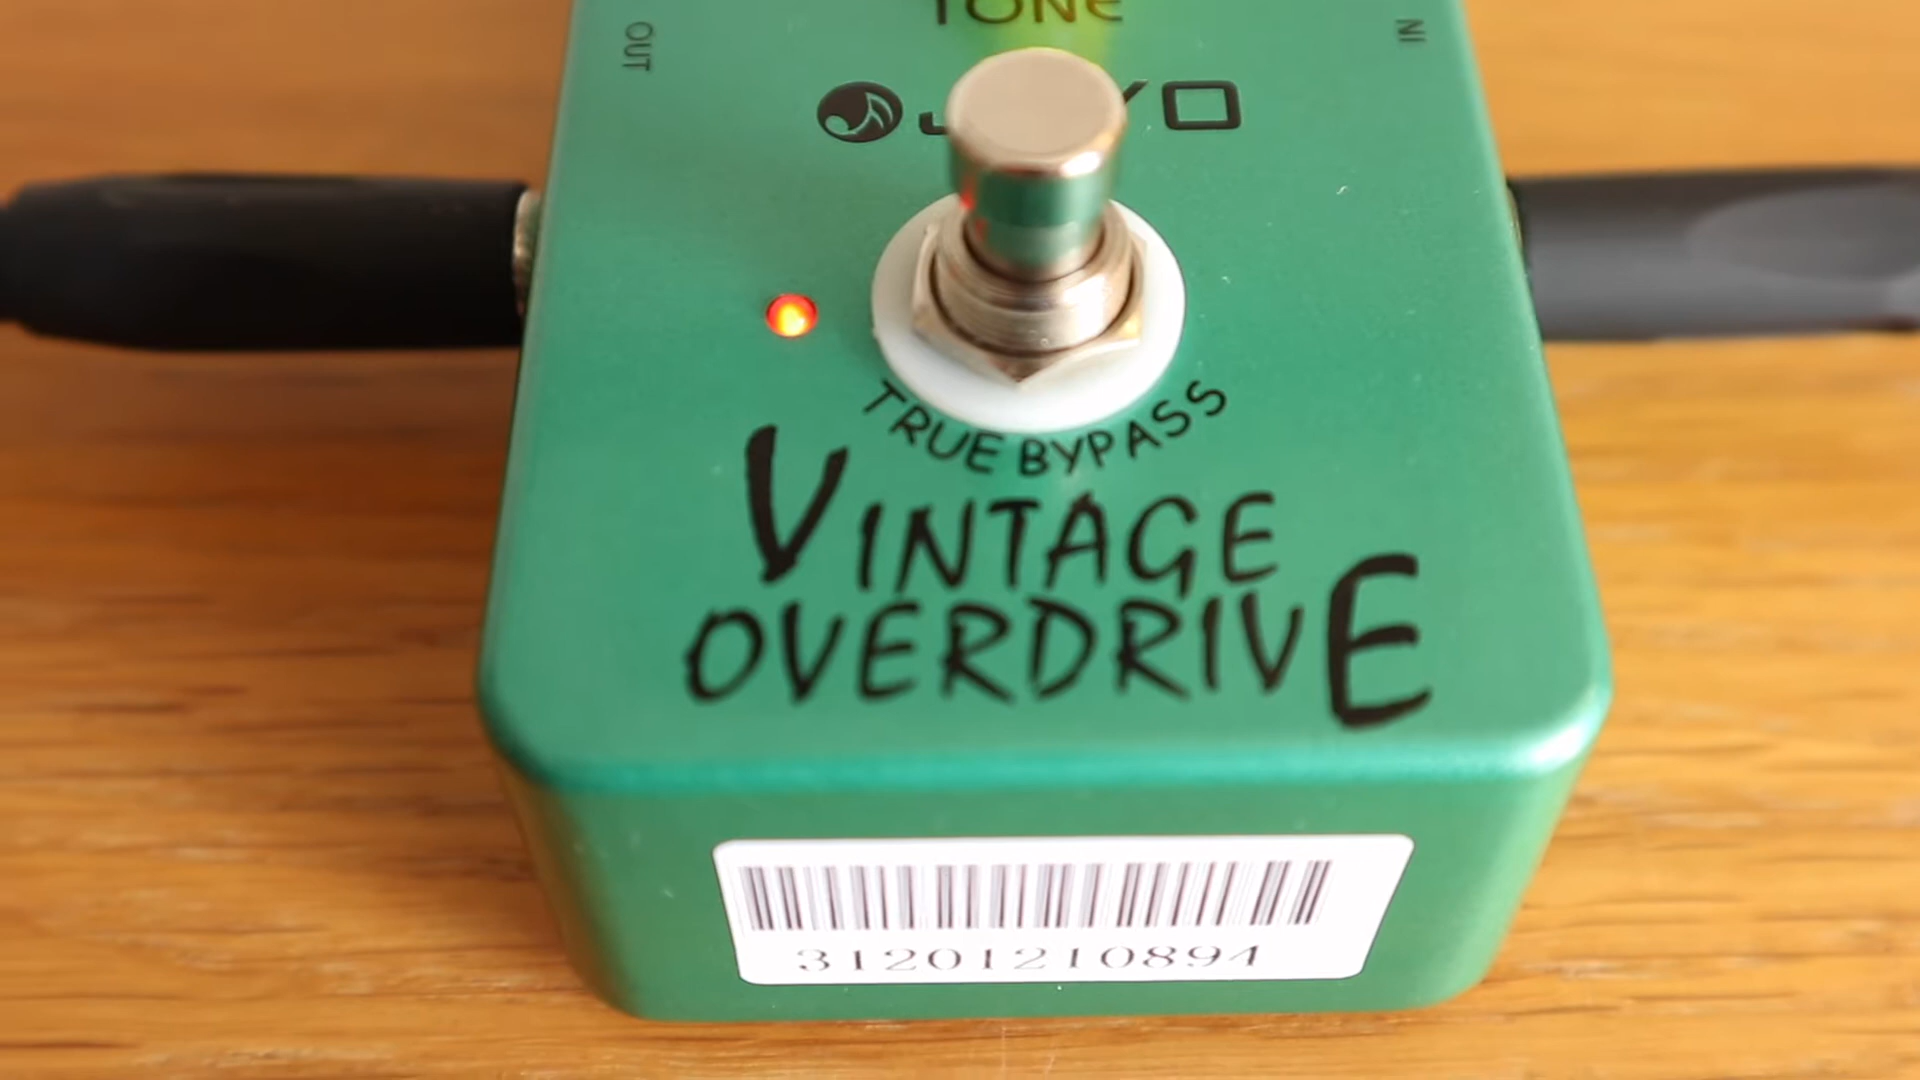 TONE
OUT
IN
TRUE BYPASS
VINTAGE
OVERDRIVE
31201210894